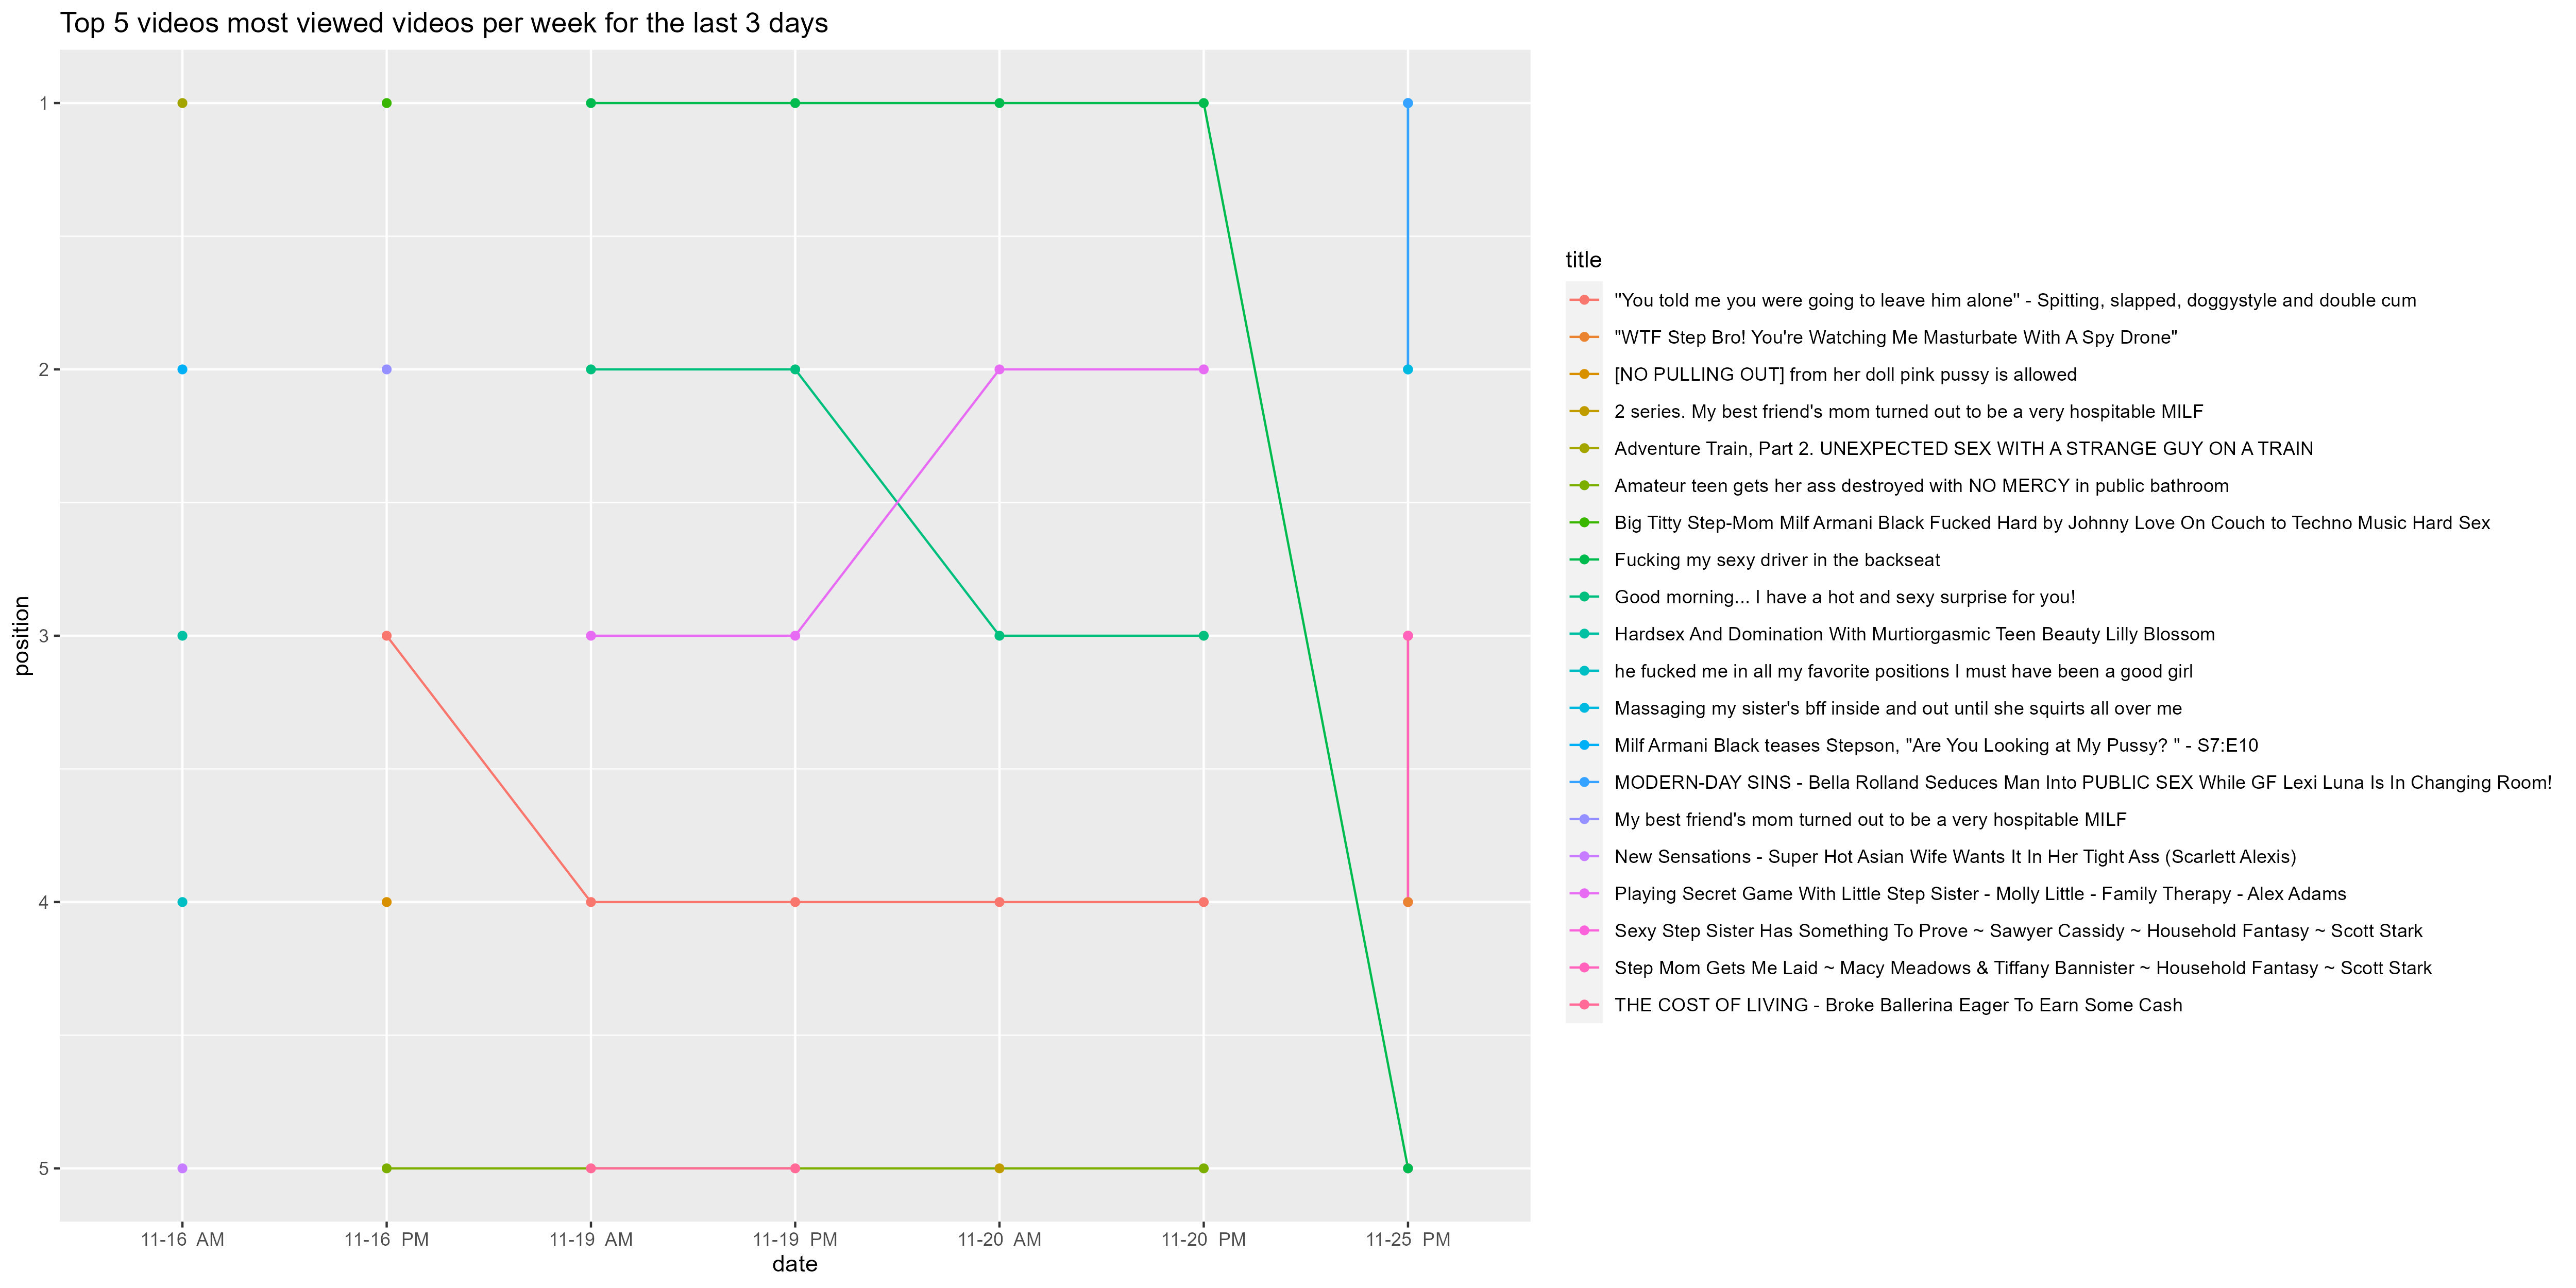 Top 5 videos most viewed videos per week for the last 3 days
1
2
3
4
5
position
11-16 AM
11-16 PM
11-19 AM
11-19 PM
11-20 AM
11-20 PM
11-25 PM
date
title
"You told me you were going to leave him alone" - Spitting, slapped, doggystyle and double cum
"WTF Step Bro! You're Watching Me Masturbate With A Spy Drone"
[NO PULLING OUT] from her doll pink pussy is allowed
2 series. My best friend's mom turned out to be a very hospitable MILF
Adventure Train, Part 2. UNEXPECTED SEX WITH A STRANGE GUY ON A TRAIN
Amateur teen gets her ass destroyed with NO MERCY in public bathroom
Big Titty Step-Mom Milf Armani Black Fucked Hard by Johnny Love On Couch to Techno Music Hard Sex
Fucking my sexy driver in the backseat
Good morning... I have a hot and sexy surprise for you!
Hardsex And Domination With Murtiorgasmic Teen Beauty Lilly Blossom
he fucked me in all my favorite positions I must have been a good girl
Massaging my sister's bff inside and out until she squirts all over me
Milf Armani Black teases Stepson, "Are You Looking at My Pussy? " - S7:E10
MODERN-DAY SINS - Bella Rolland Seduces Man Into PUBLIC SEX While GF Lexi Luna Is In Changing Room!
My best friend's mom turned out to be a very hospitable MILF
New Sensations - Super Hot Asian Wife Wants It In Her Tight Ass (Scarlett Alexis)
Playing Secret Game With Little Step Sister - Molly Little - Family Therapy - Alex Adams
Sexy Step Sister Has Something To Prove ~ Sawyer Cassidy ~ Household Fantasy ~ Scott Stark
Step Mom Gets Me Laid ~ Macy Meadows & Tiffany Bannister ~ Household Fantasy ~ Scott Stark
THE COST OF LIVING - Broke Ballerina Eager To Earn Some Cash